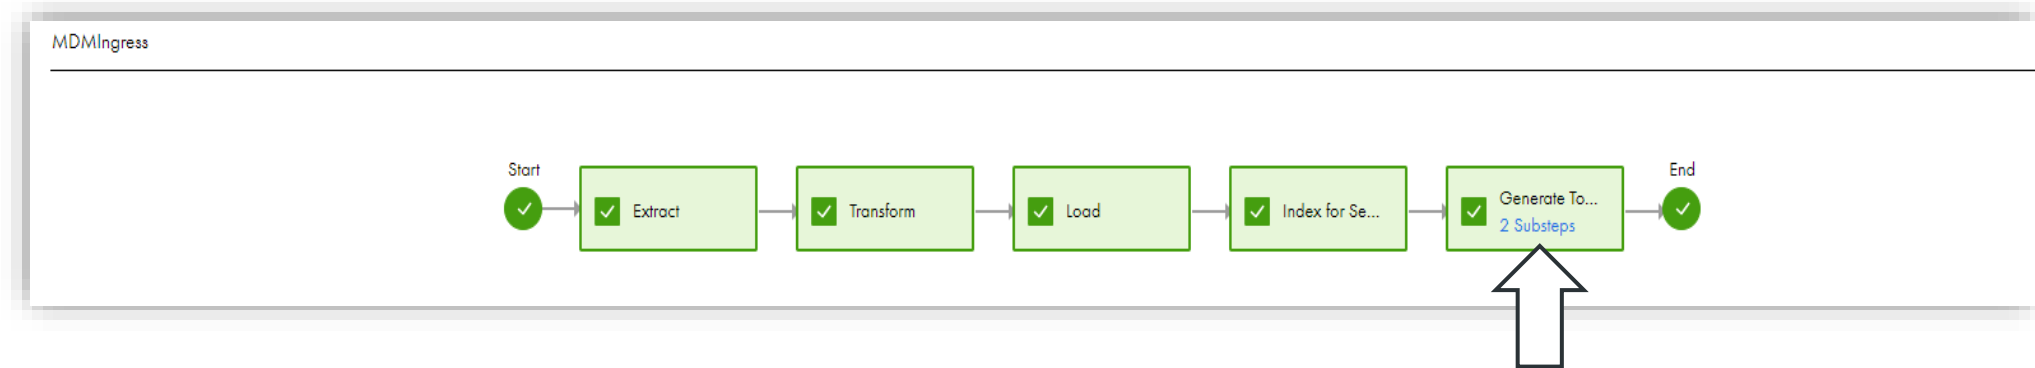 MDMIngress
Start
Extract
Transform
Load
Index for Se...
Generate To...
2 Substeps
End